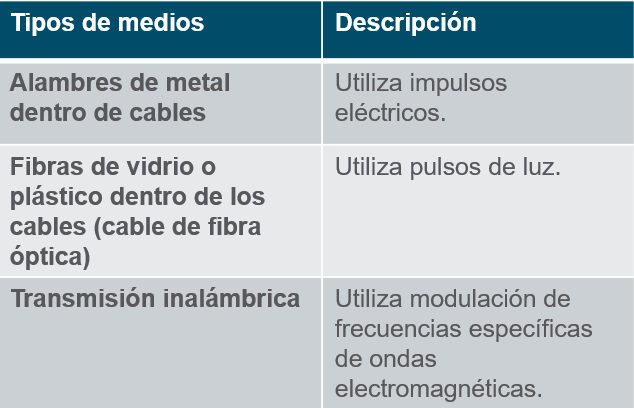 Tipos de medios
Descripción
Alambres de metal
dentro de cables
Utiliza impulsos
eléctricos.
Fibras de vidrio o
plástico dentro de los
cables (cable de fibra
óptica)
Utiliza pulsos de luz.
Transmisión inalámbrica
Utiliza modulación de
frecuencias específicas
de ondas
electromagnéticas.